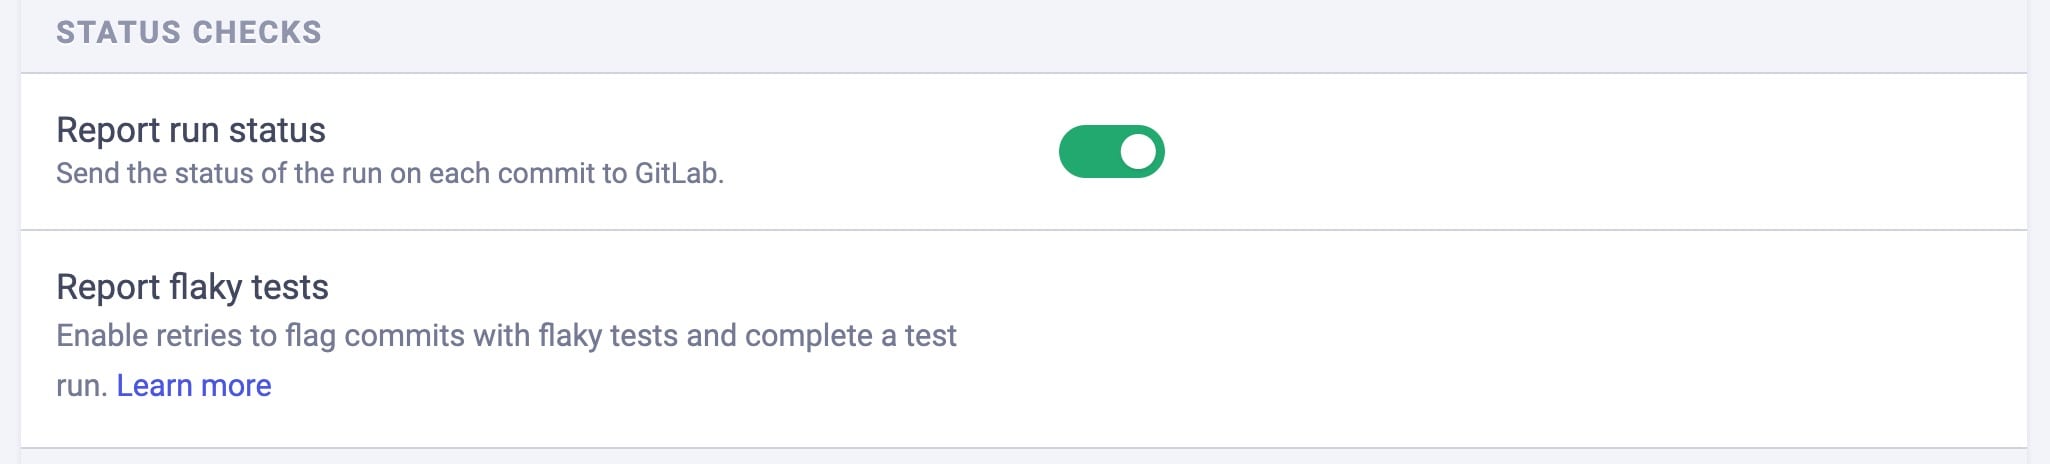 STATUS CHECKS
Report run status
Send the status of the run on each commit to GitLab.
Report flaky tests
Enable retries to flag commits with flaky tests and complete a test
run. Learn more